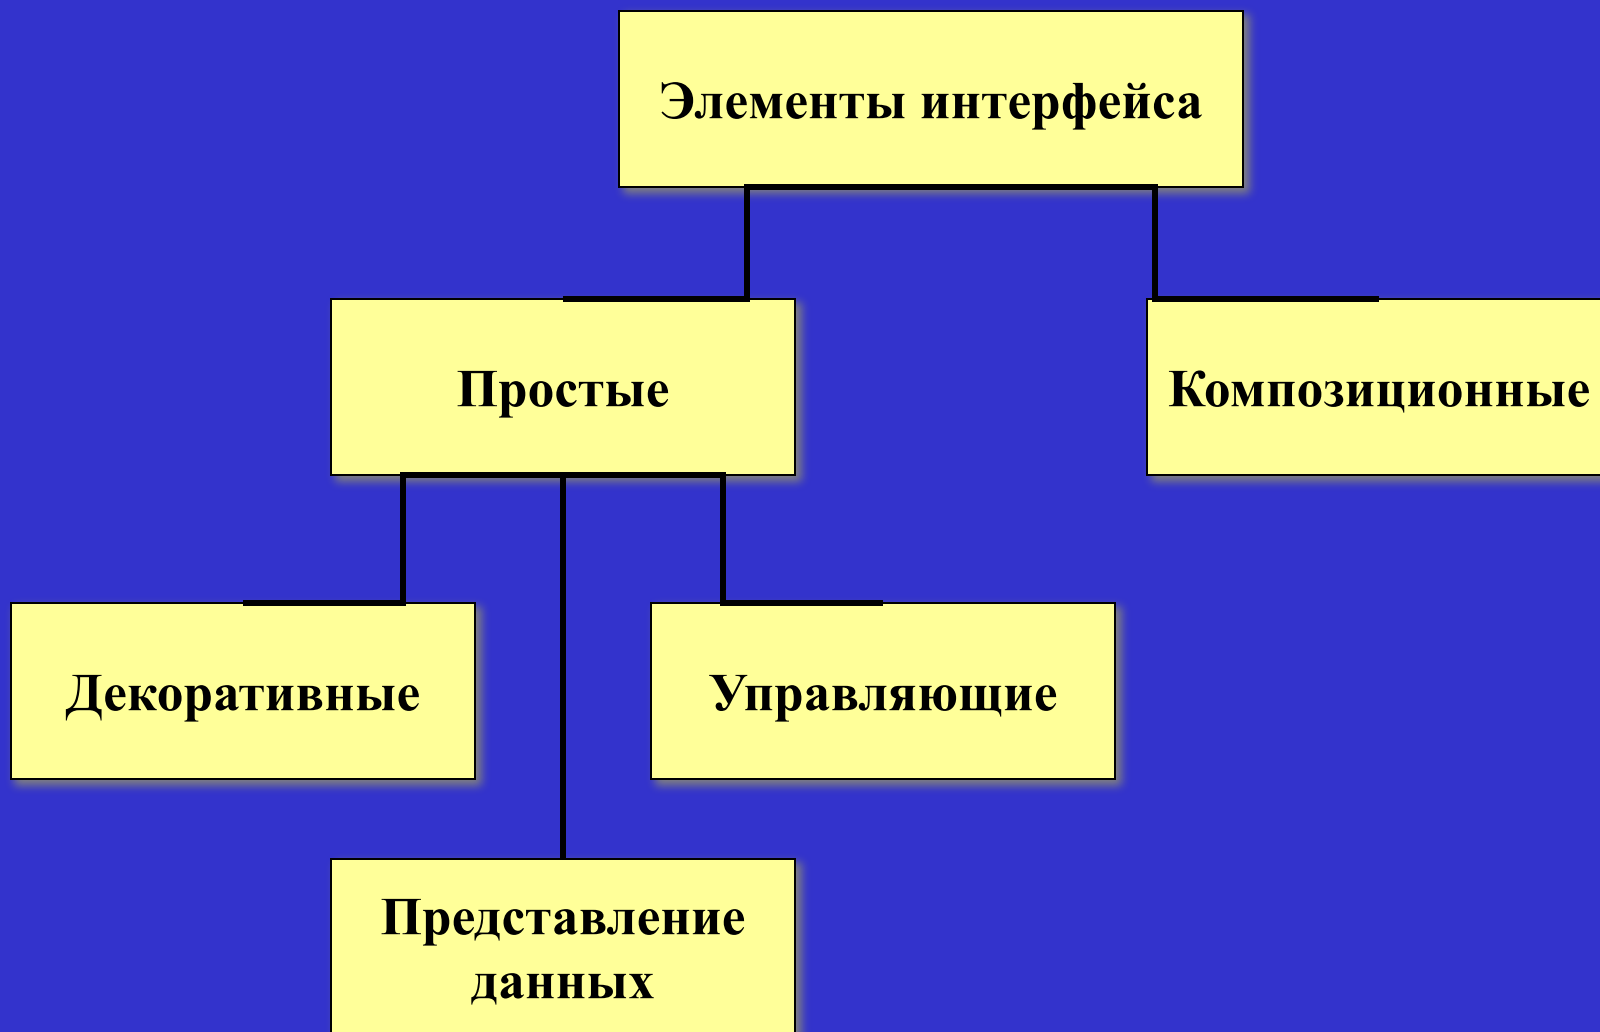 Элементы интерфейса
Простые
Композиционные
Декоративные
Управляющие
Представление
данных